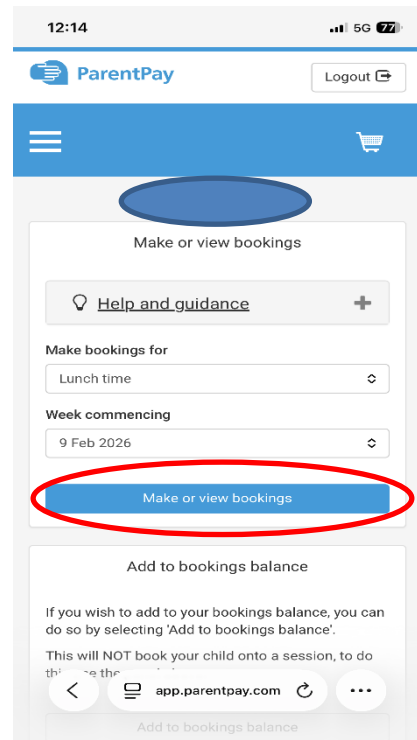 12:14
5G 77
ParentPay
Logout
Make or view bookings
Help and guidance
Make bookings for
Lunch time
Week commencing
9 Feb 2026
Make or view bookings
Add to bookings balance
If you wish to add to your bookings balance, you can
do so by selecting 'Add to bookings balance'.
This will NOT book your child onto a session, to do
app.parentpay.com
Add to bookings balance